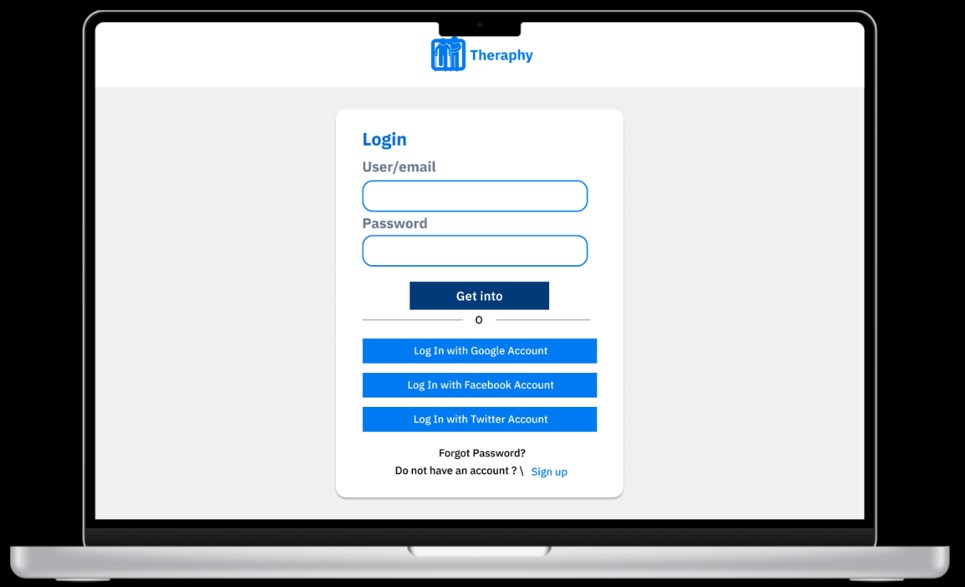 Theraphy
Login
User/email
Password
Get into
O
Log In with Google Account
Log In with Facebook Account
Log In with Twitter Account
Forgot Password?
Do not have an account ? \ Sign up